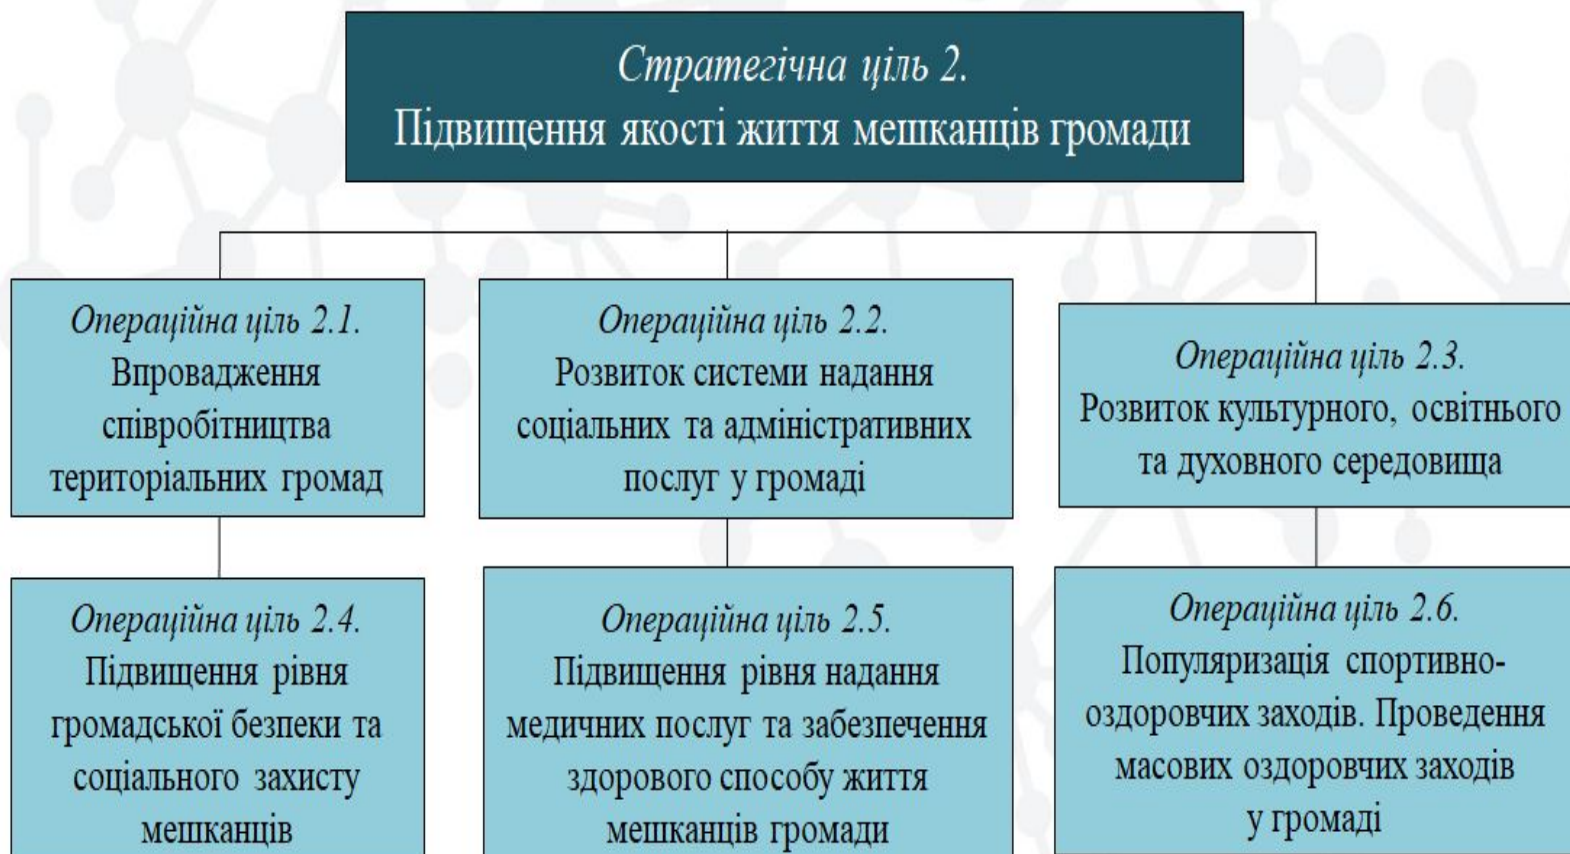 Стратегічна ціль 2.
Підвищення якості життя мешканців громади
Операційна ціль 2.1.
Впровадження
співробітництва
територіальних громад
Операційна ціль 2.2.
Розвиток системи надання
соціальних та адміністративних
послуг у громаді
Операційна ціль 2.3.
Розвиток культурного, освітнього
та духовного середовища
Операційна ціль 2.4.
Підвищення рівня
громадської безпеки та
соціального захисту
мешканців
Операційна ціль 2.5.
Підвищення рівня надання
медичних послуг та забезпечення
здорового способу життя
мешканців громади
Операційна ціль 2.6.
Популяризація спортивно-
оздоровчих заходів. Проведення
масових оздоровчих заходів
у громаді